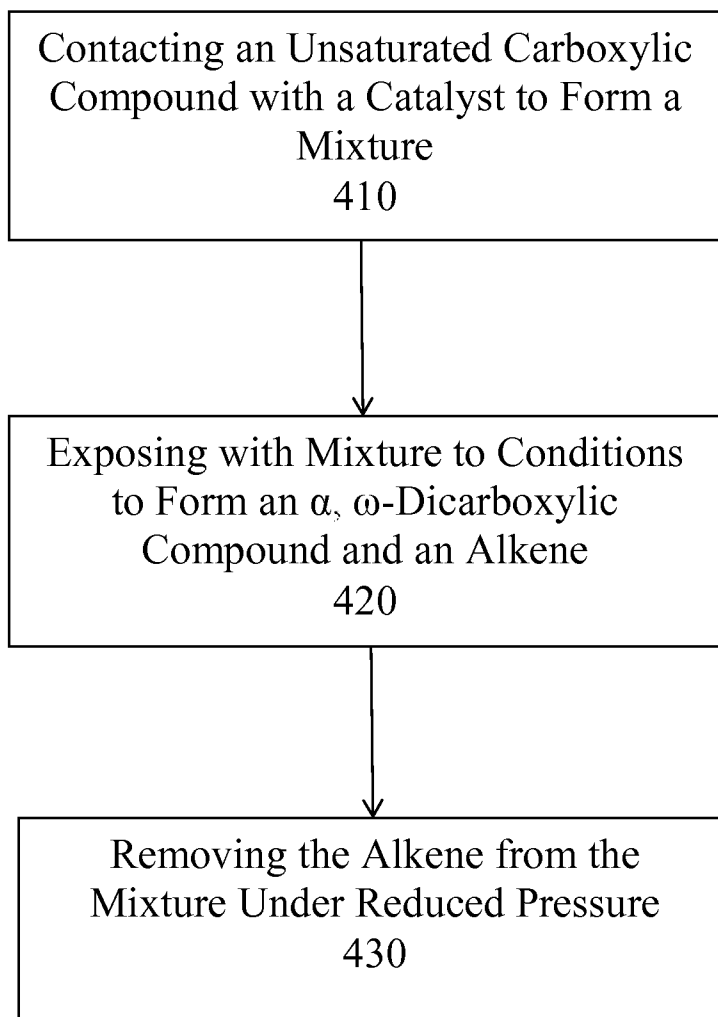 Contacting an Unsaturated Carboxylic
Compound with a Catalyst to Form a
Mixture
410
Exposing with Mixture to Conditions
to Form an α, ω-Dicarboxylic
Compound and an Alkene
420
Removing the Alkene from the
Mixture Under Reduced Pressure
430